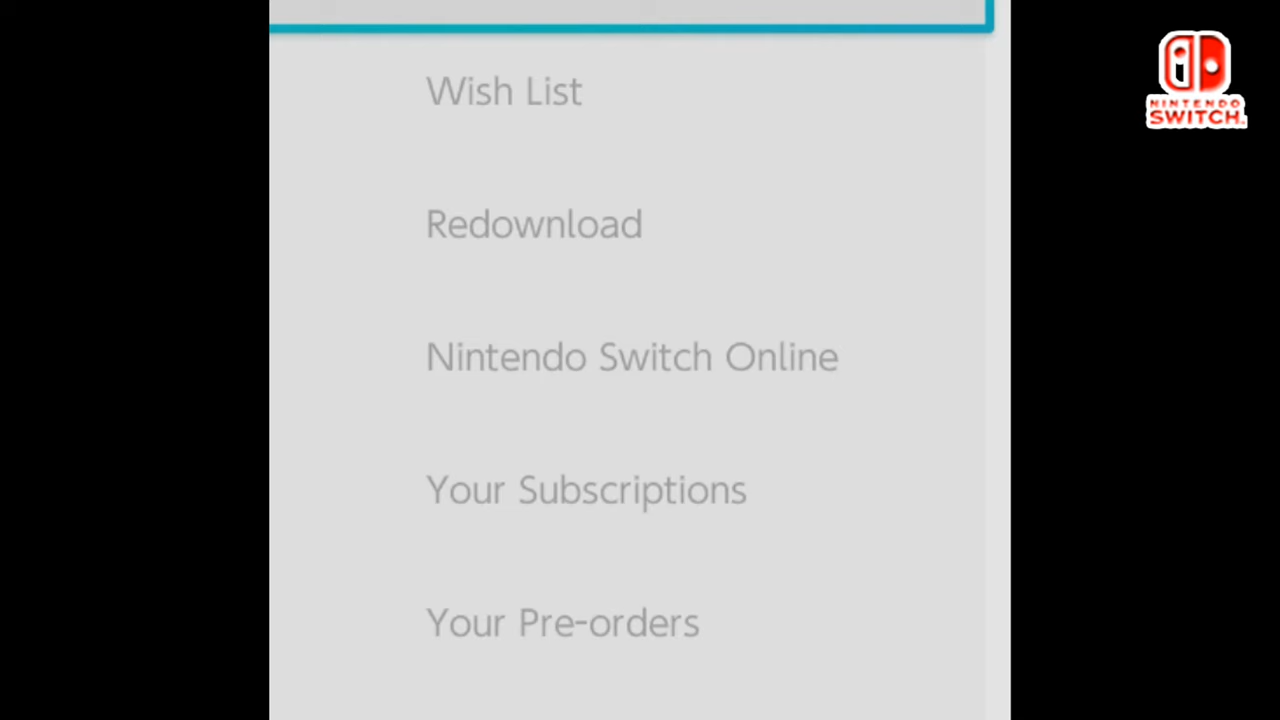 Wish List
NINTENDO
SWITCH.
Redownload
Nintendo Switch Online
Your Subscriptions
Your Pre-orders